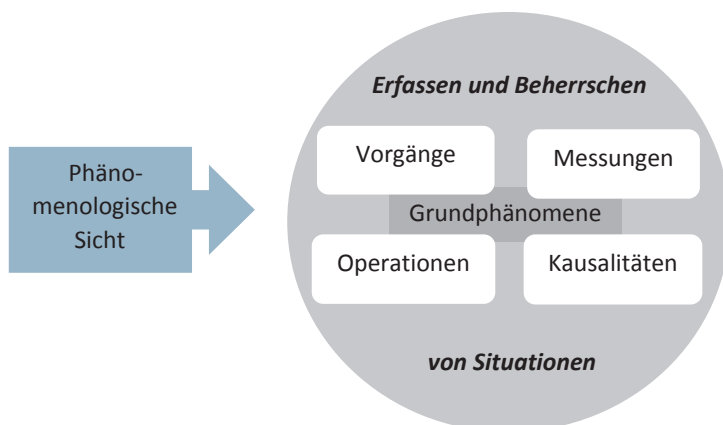 Erfassen und Beherrschen
Phäno-
menologische
Sicht
Vorgänge
Messungen
Grundphänomene
Operationen
Kausalitäten
von Situationen